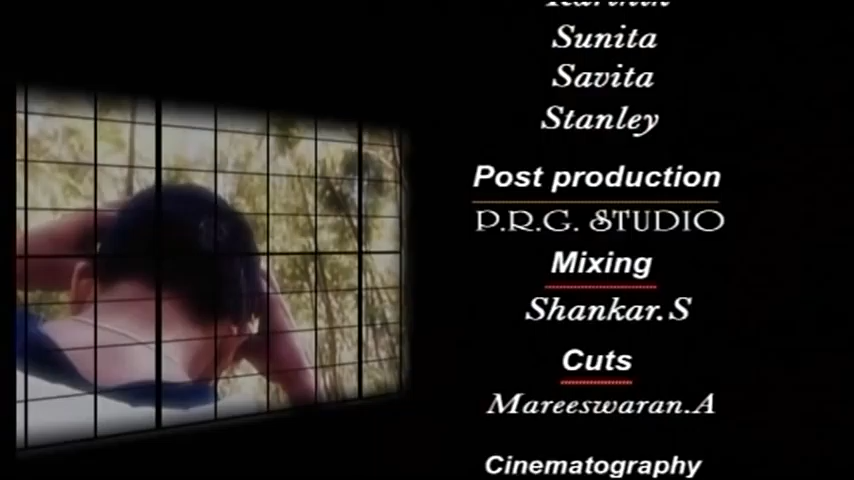 Sunita
Savita
Stanley
Post production
P.R.G. STUDIO
Mixing
Shankar.S
Cuts
Mareeswaran.A
Cinematography